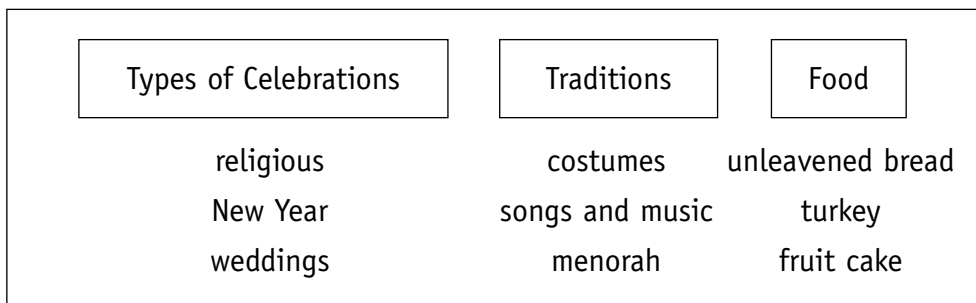 Types of Celebrations
Traditions
Food
religious
costumes
unleavened bread
New Year
songs and music
turkey
weddings
menorah
fruit cake